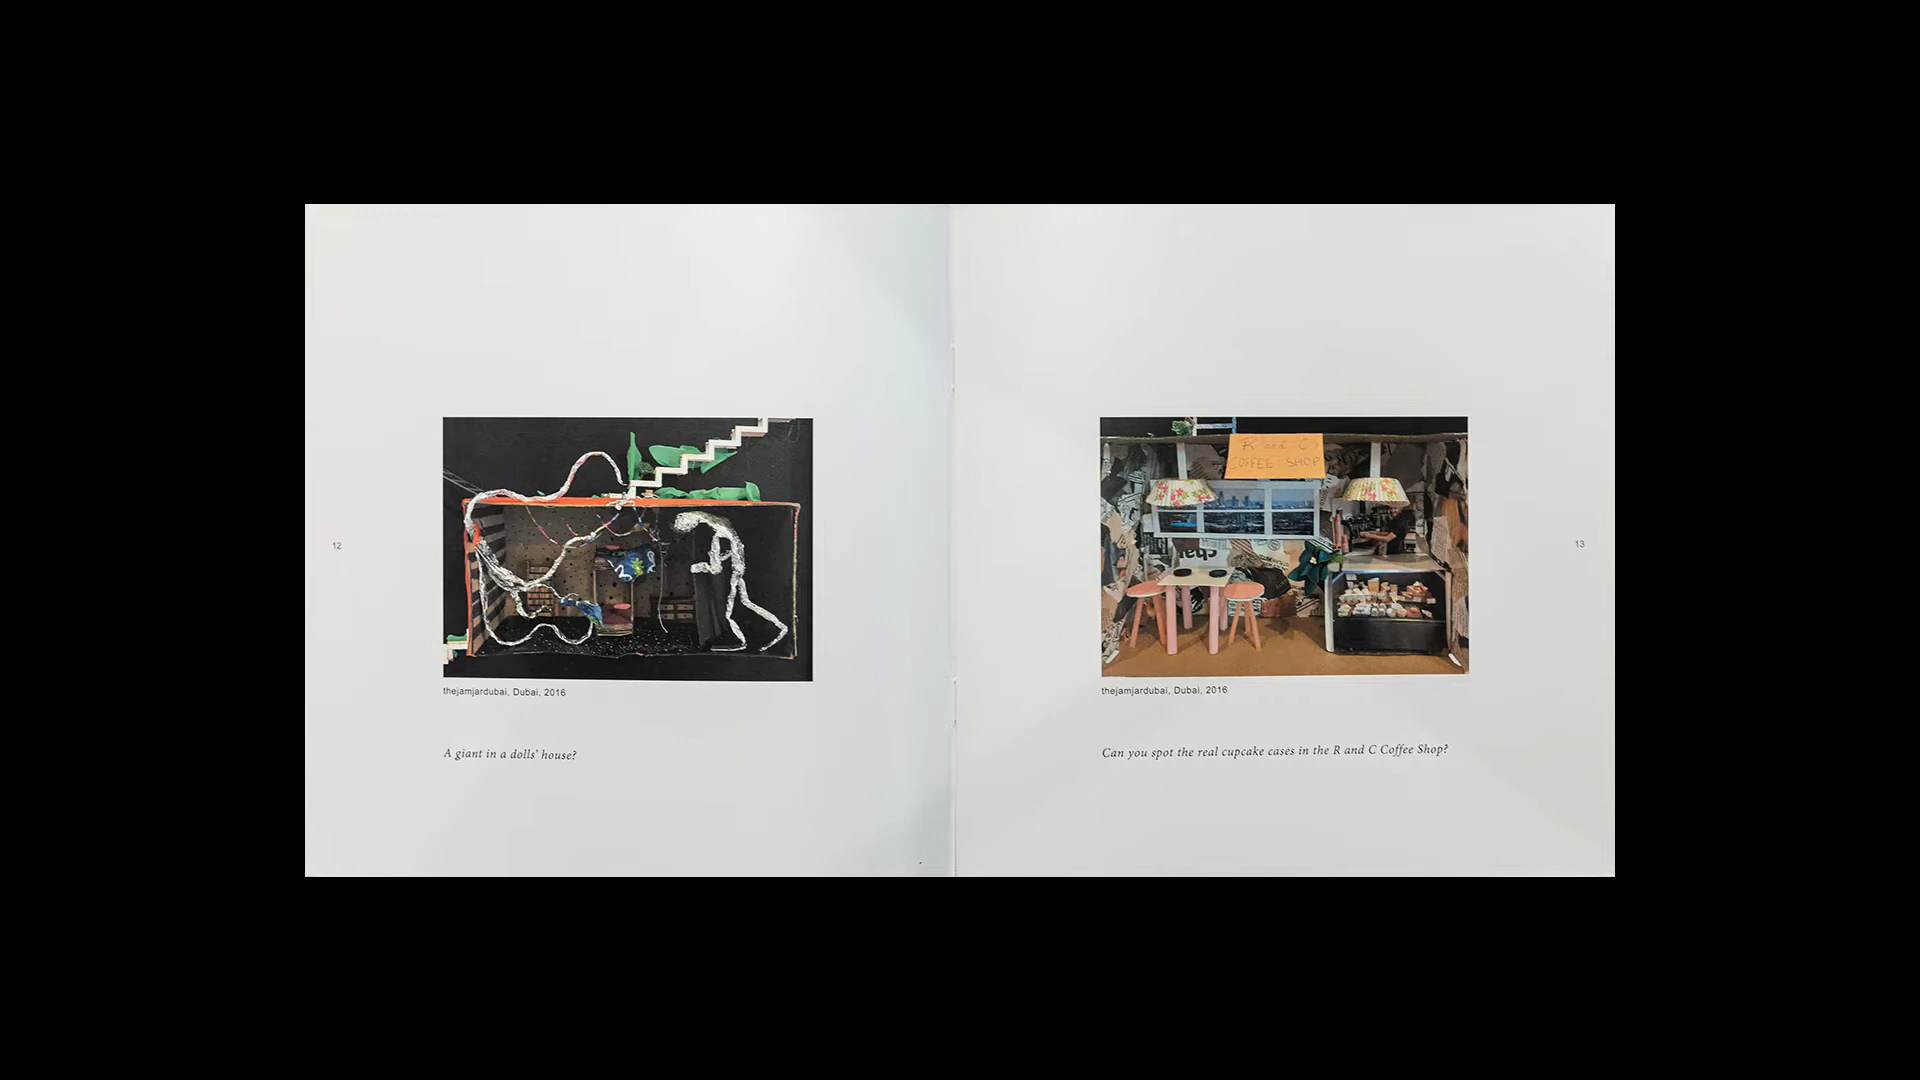 12
thejamjardubai, Dubai, 2016
A giant in a dolls' house?
R and C
COFFEE SHOP
13
thejamjardubai, Dubai, 2016
Can you spot the real cupcake cases in the R and C Coffee Shop?